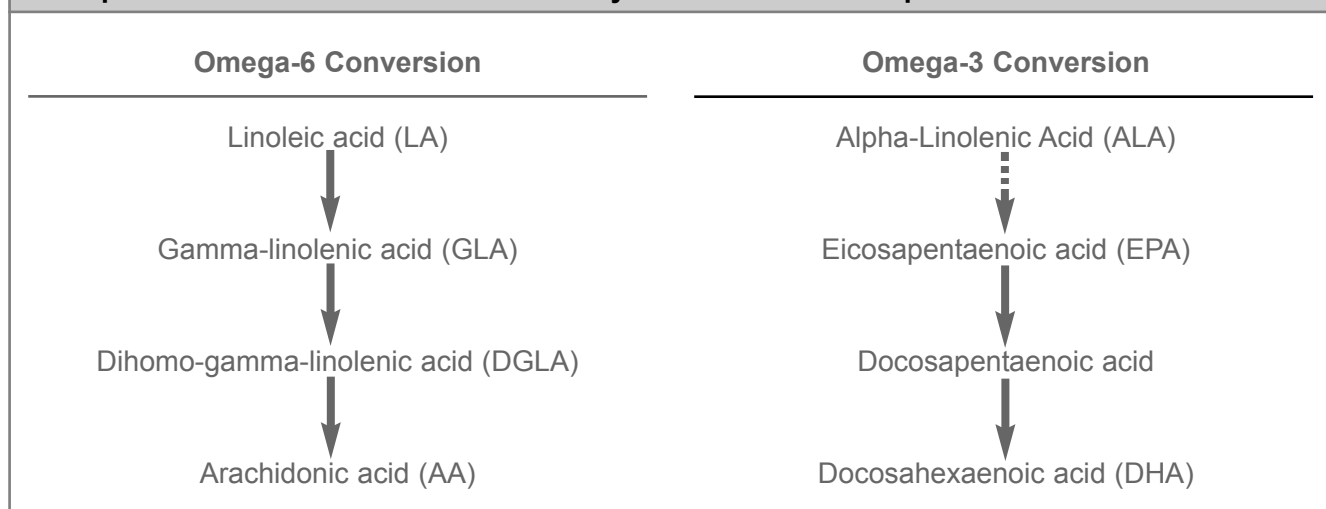 Omega-6 Conversion
Linoleic acid (LA)
Gamma-linolenic acid (GLA)
Dihomo-gamma-linolenic acid (DGLA)
Arachidonic acid (AA)
Omega-3 Conversion
Alpha-Linolenic Acid (ALA)
Eicosapentaenoic acid (EPA)
Docosapentaenoic acid
Docosahexaenoic acid (DHA)